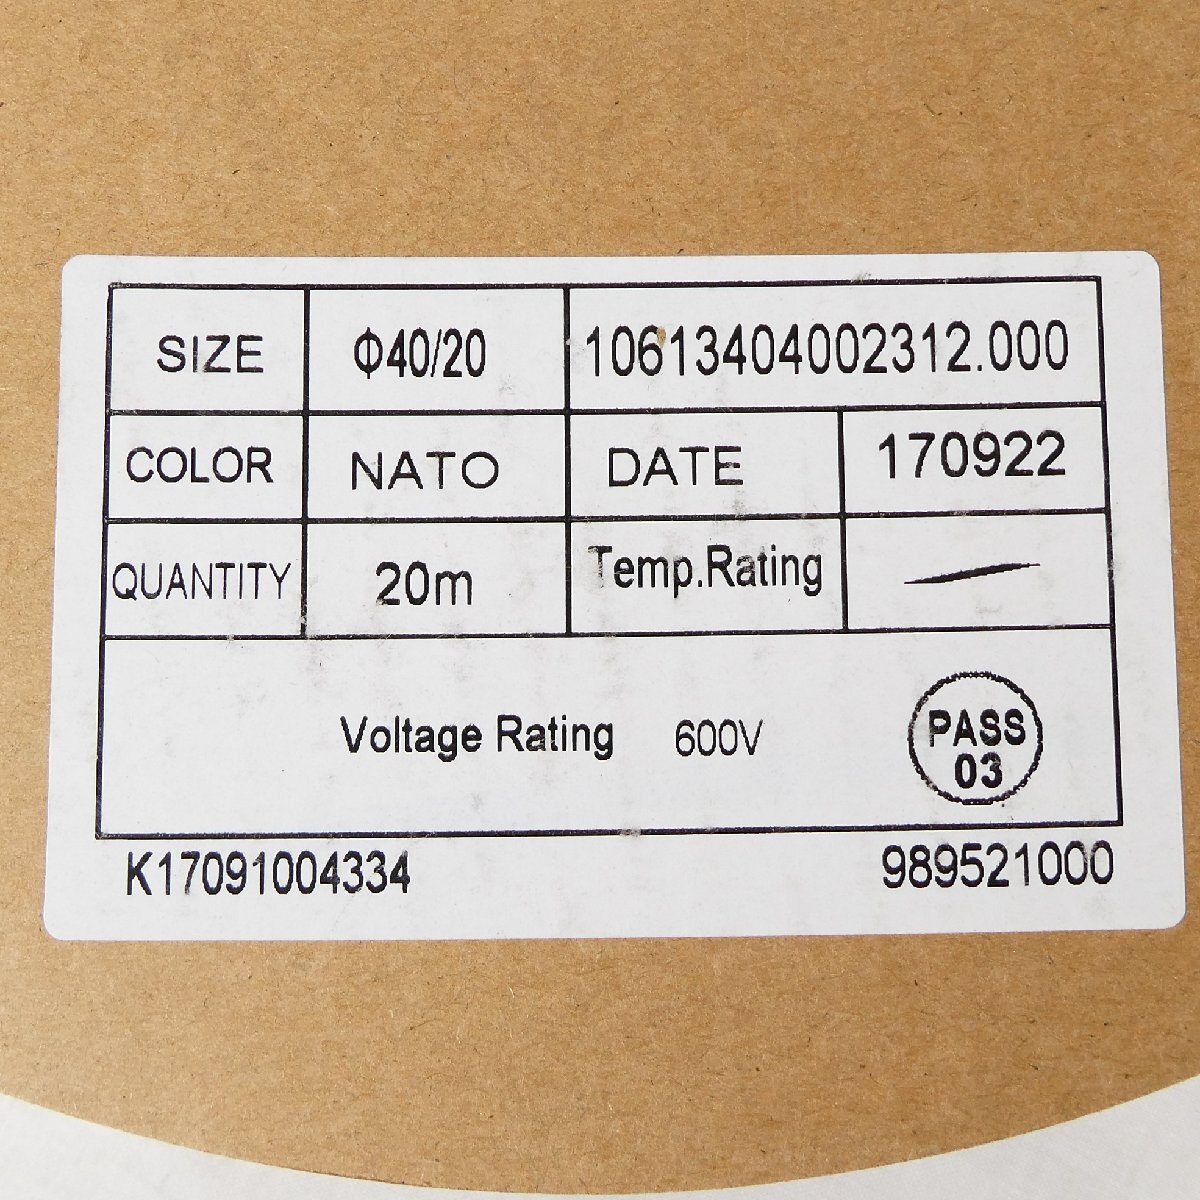 SIZE Φ40/20 10613404002312.000
COLOR NATO DATE 170922
QUANTITY 20m Temp.Rating
Voltage Rating 600V
PASS
03
K17091004334 989521000